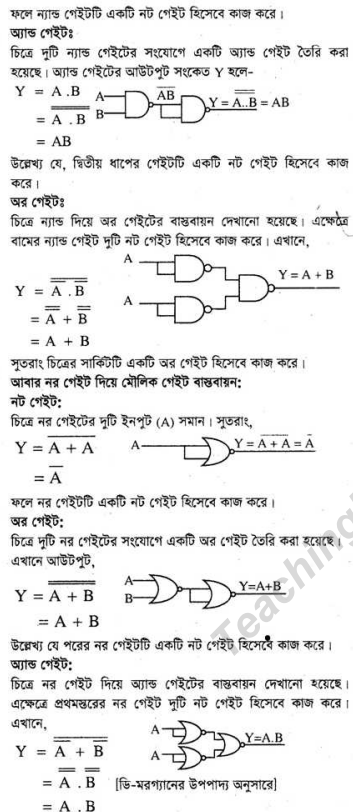 ফলে ন্যান্ড গেইটটি একটি নট গেইট হিসেবে কাজ করে।
অ্যান্ড গেইটঃ
চিত্রে দুটি ন্যান্ড গেইটের সংযোগে একটি অ্যান্ড গেইট তৈরি করা
হয়েছে। অ্যান্ড গেইটের আউটপুট সংকেত Y হলে-
Y = A .B
A
B
A̅B̅
Y = A̿.̿.̿B̿ = AB
= A̿ ̿.̿ ̿B̿
= AB
উল্লেখ্য যে, দ্বিতীয় ধাপের গেইটটি একটি নট গেইট হিসেবে কাজ
করে।
অর গেইটঃ
চিত্রে ন্যান্ড দিয়ে অর গেইটের বাস্তবায়ন দেখানো হয়েছে। এক্ষেত্রে
বামের ন্যান্ড গেইট দুটি নট গেইট হিসেবে কাজ করে। এখানে,
A
Y = A + B
Y = A̿ ̅.̅ B̿
A
= A̿ + B̿
= A + B
সুতরাং চিত্রের সার্কিটটি একটি অর গেইট হিসেবে কাজ করে।
আবার নর গেইট দিয়ে মৌলিক গেইট বাস্তবায়ন:
নট গেইট:
চিত্রে নর গেইটের দুটি ইনপুট (A) সমান। সুতরাং,
Y = A̅ ̅+̅ ̅A̅
A
Y = A̅ ̅+̅ ̅A̅ = A̅
= A̅
ফলে নর গেইটটি একটি নট গেইট হিসেবে কাজ করে।
অর গেইট:
চিত্রে দুটি নর গেইটের সংযোগে একটি অর গেইট তৈরি করা হয়েছে।
এখানে আউটপুট,
Y = A̿ ̿+̿ ̿B̿
A
B
Y=A+B
= A + B
উল্লেখ্য যে পরের নর গেইটটি একটি নট গেইট হিসেবে কাজ করে।
অ্যান্ড গেইট:
চিত্রে নর গেইট দিয়ে অ্যান্ড গেইটের বাস্তবায়ন দেখানো হয়েছে।
এক্ষেত্রে প্রথমস্তরের নর গেইট দুটি নট গেইট হিসেবে কাজ করে।
এখানে,
A
Y=A.B
Y = A̿ ̅+̅ B̿
A
= A̿ . B̿ [ডি-মরগ্যানের উপপাদ্য অনুসারে]
= A . B
Teaching